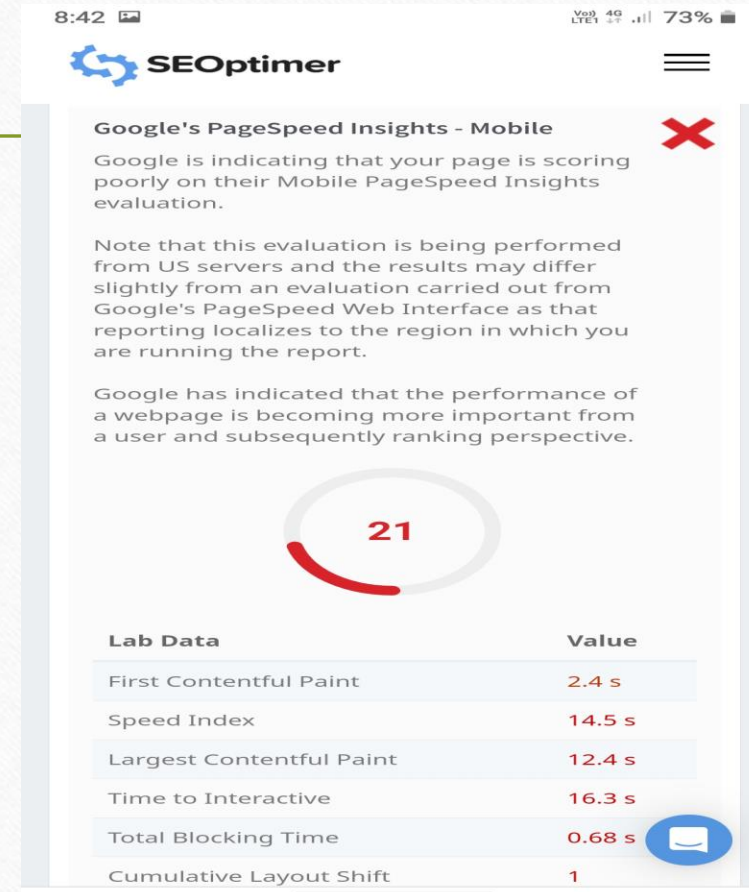 8:42
Vo)) 4G 73%
LTE1
SEOptimer
Google's PageSpeed Insights - Mobile
Google is indicating that your page is scoring
poorly on their Mobile PageSpeed Insights
evaluation.
Note that this evaluation is being performed
from US servers and the results may differ
slightly from an evaluation carried out from
Google's PageSpeed Web Interface as that
reporting localizes to the region in which you
are running the report.
Google has indicated that the performance of
a webpage is becoming more important from
a user and subsequently ranking perspective.
21
Lab Data Value
First Contentful Paint 2.4 s
Speed Index 14.5 s
Largest Contentful Paint 12.4 s
Time to Interactive 16.3 s
Total Blocking Time 0.68 s
Cumulative Layout Shift 1